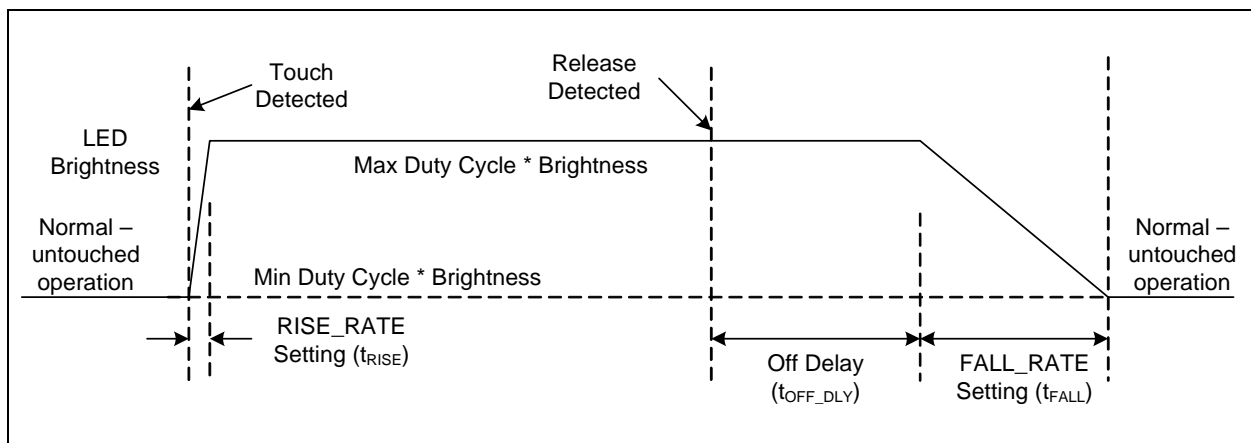 Touch
Detected
Release
Detected
LED
Brightness
Max Duty Cycle * Brightness
Normal –
untouched
operation
Min Duty Cycle * Brightness
Normal –
untouched
operation
RISE_RATE
Setting (tRISE)
Off Delay
(tOFF_DLY)
FALL_RATE
Setting (tFALL)